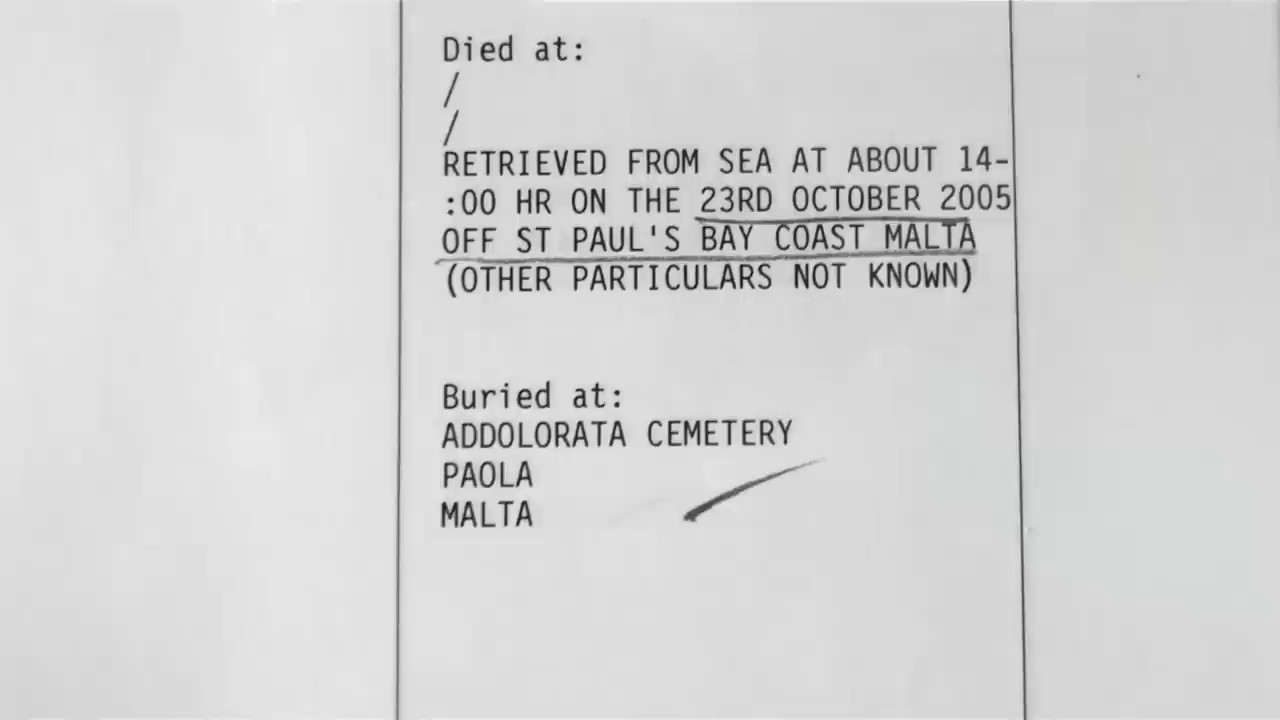 Died at:
/
/
RETRIEVED FROM SEA AT ABOUT 14-
:00 HR ON THE 23RD OCTOBER 2005
OFF ST PAUL'S BAY COAST MALTA
(OTHER PARTICULARS NOT KNOWN)
Buried at:
ADDOLORATA CEMETERY
PAOLA
MALTA